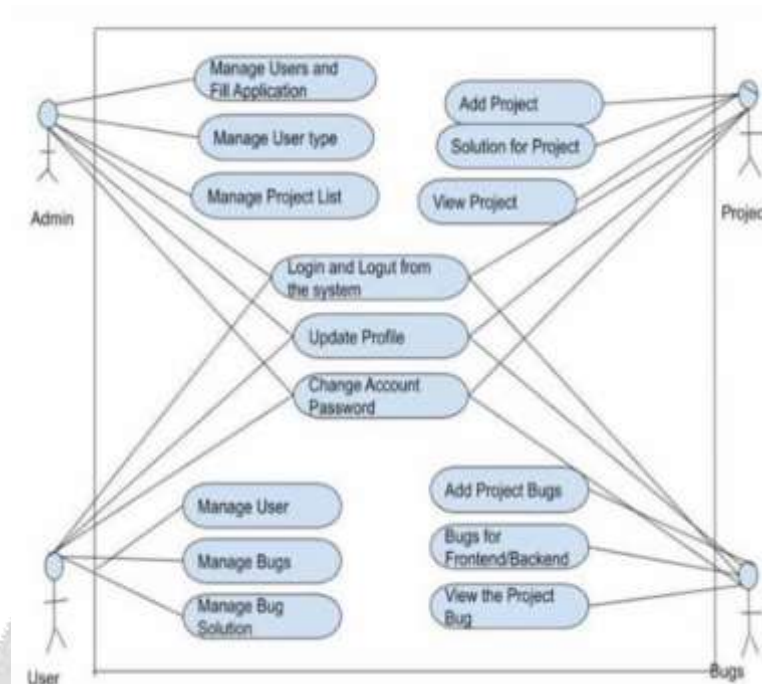 Manage Users and
Fill Application
Manage User type
Manage Project List
Admin
Add Project
Solution for Project
View Project
Projec
Login and Logut from
the system
Update Profile
Change Account
Password
Manage User
Manage Bugs
Manage Bug
Solution
User
Add Project Bugs
Bugs for
Frontend/Backend
View the Project
Bug
Bugs